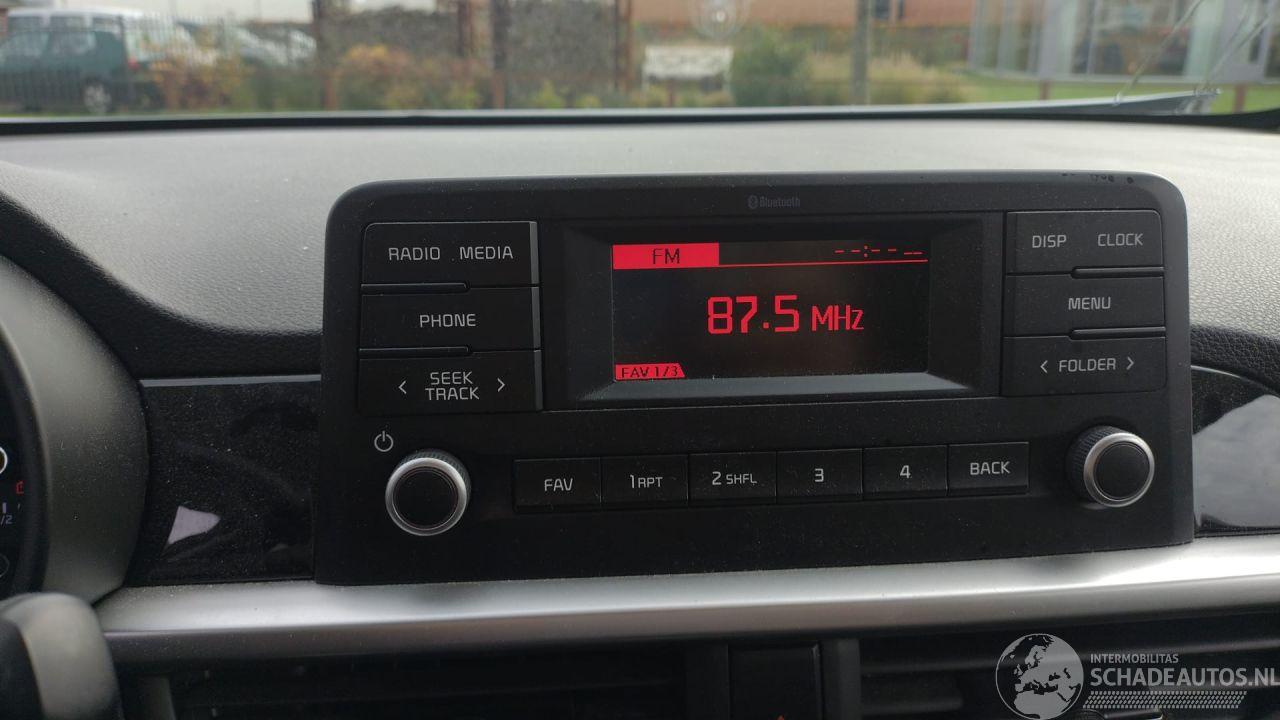 Bluetooth
RADIO MEDIA
PHONE
< SEEK TRACK >
FM --:-- --
87.5 MHz
FAV 1/3
DISP CLOCK
MENU
< FOLDER >
FAV 1 RPT 2 SHFL 3 4 BACK
/2
INTERMOBILITAS
SCHADEAUTOS.NL